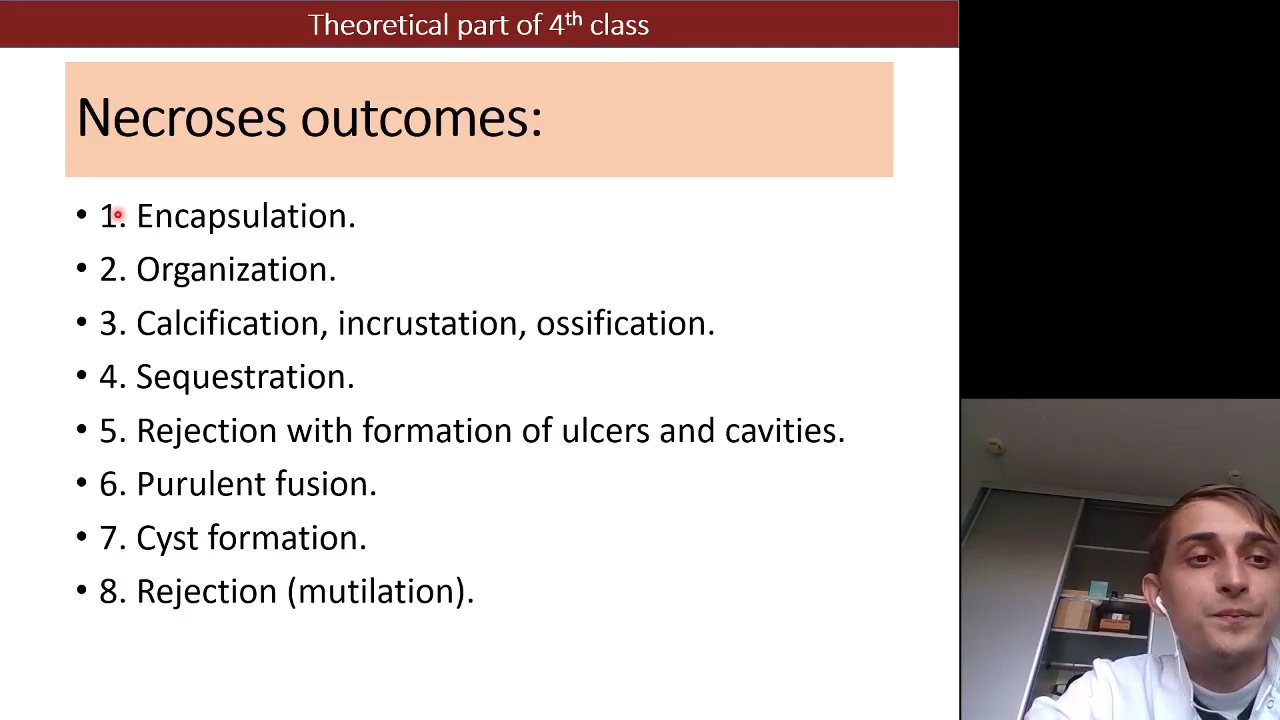 Theoretical part of 4th class
Necroses outcomes:
• 1. Encapsulation.
• 2. Organization.
• 3. Calcification, incrustation, ossification.
• 4. Sequestration.
• 5. Rejection with formation of ulcers and cavities.
• 6. Purulent fusion.
• 7. Cyst formation.
• 8. Rejection (mutilation).